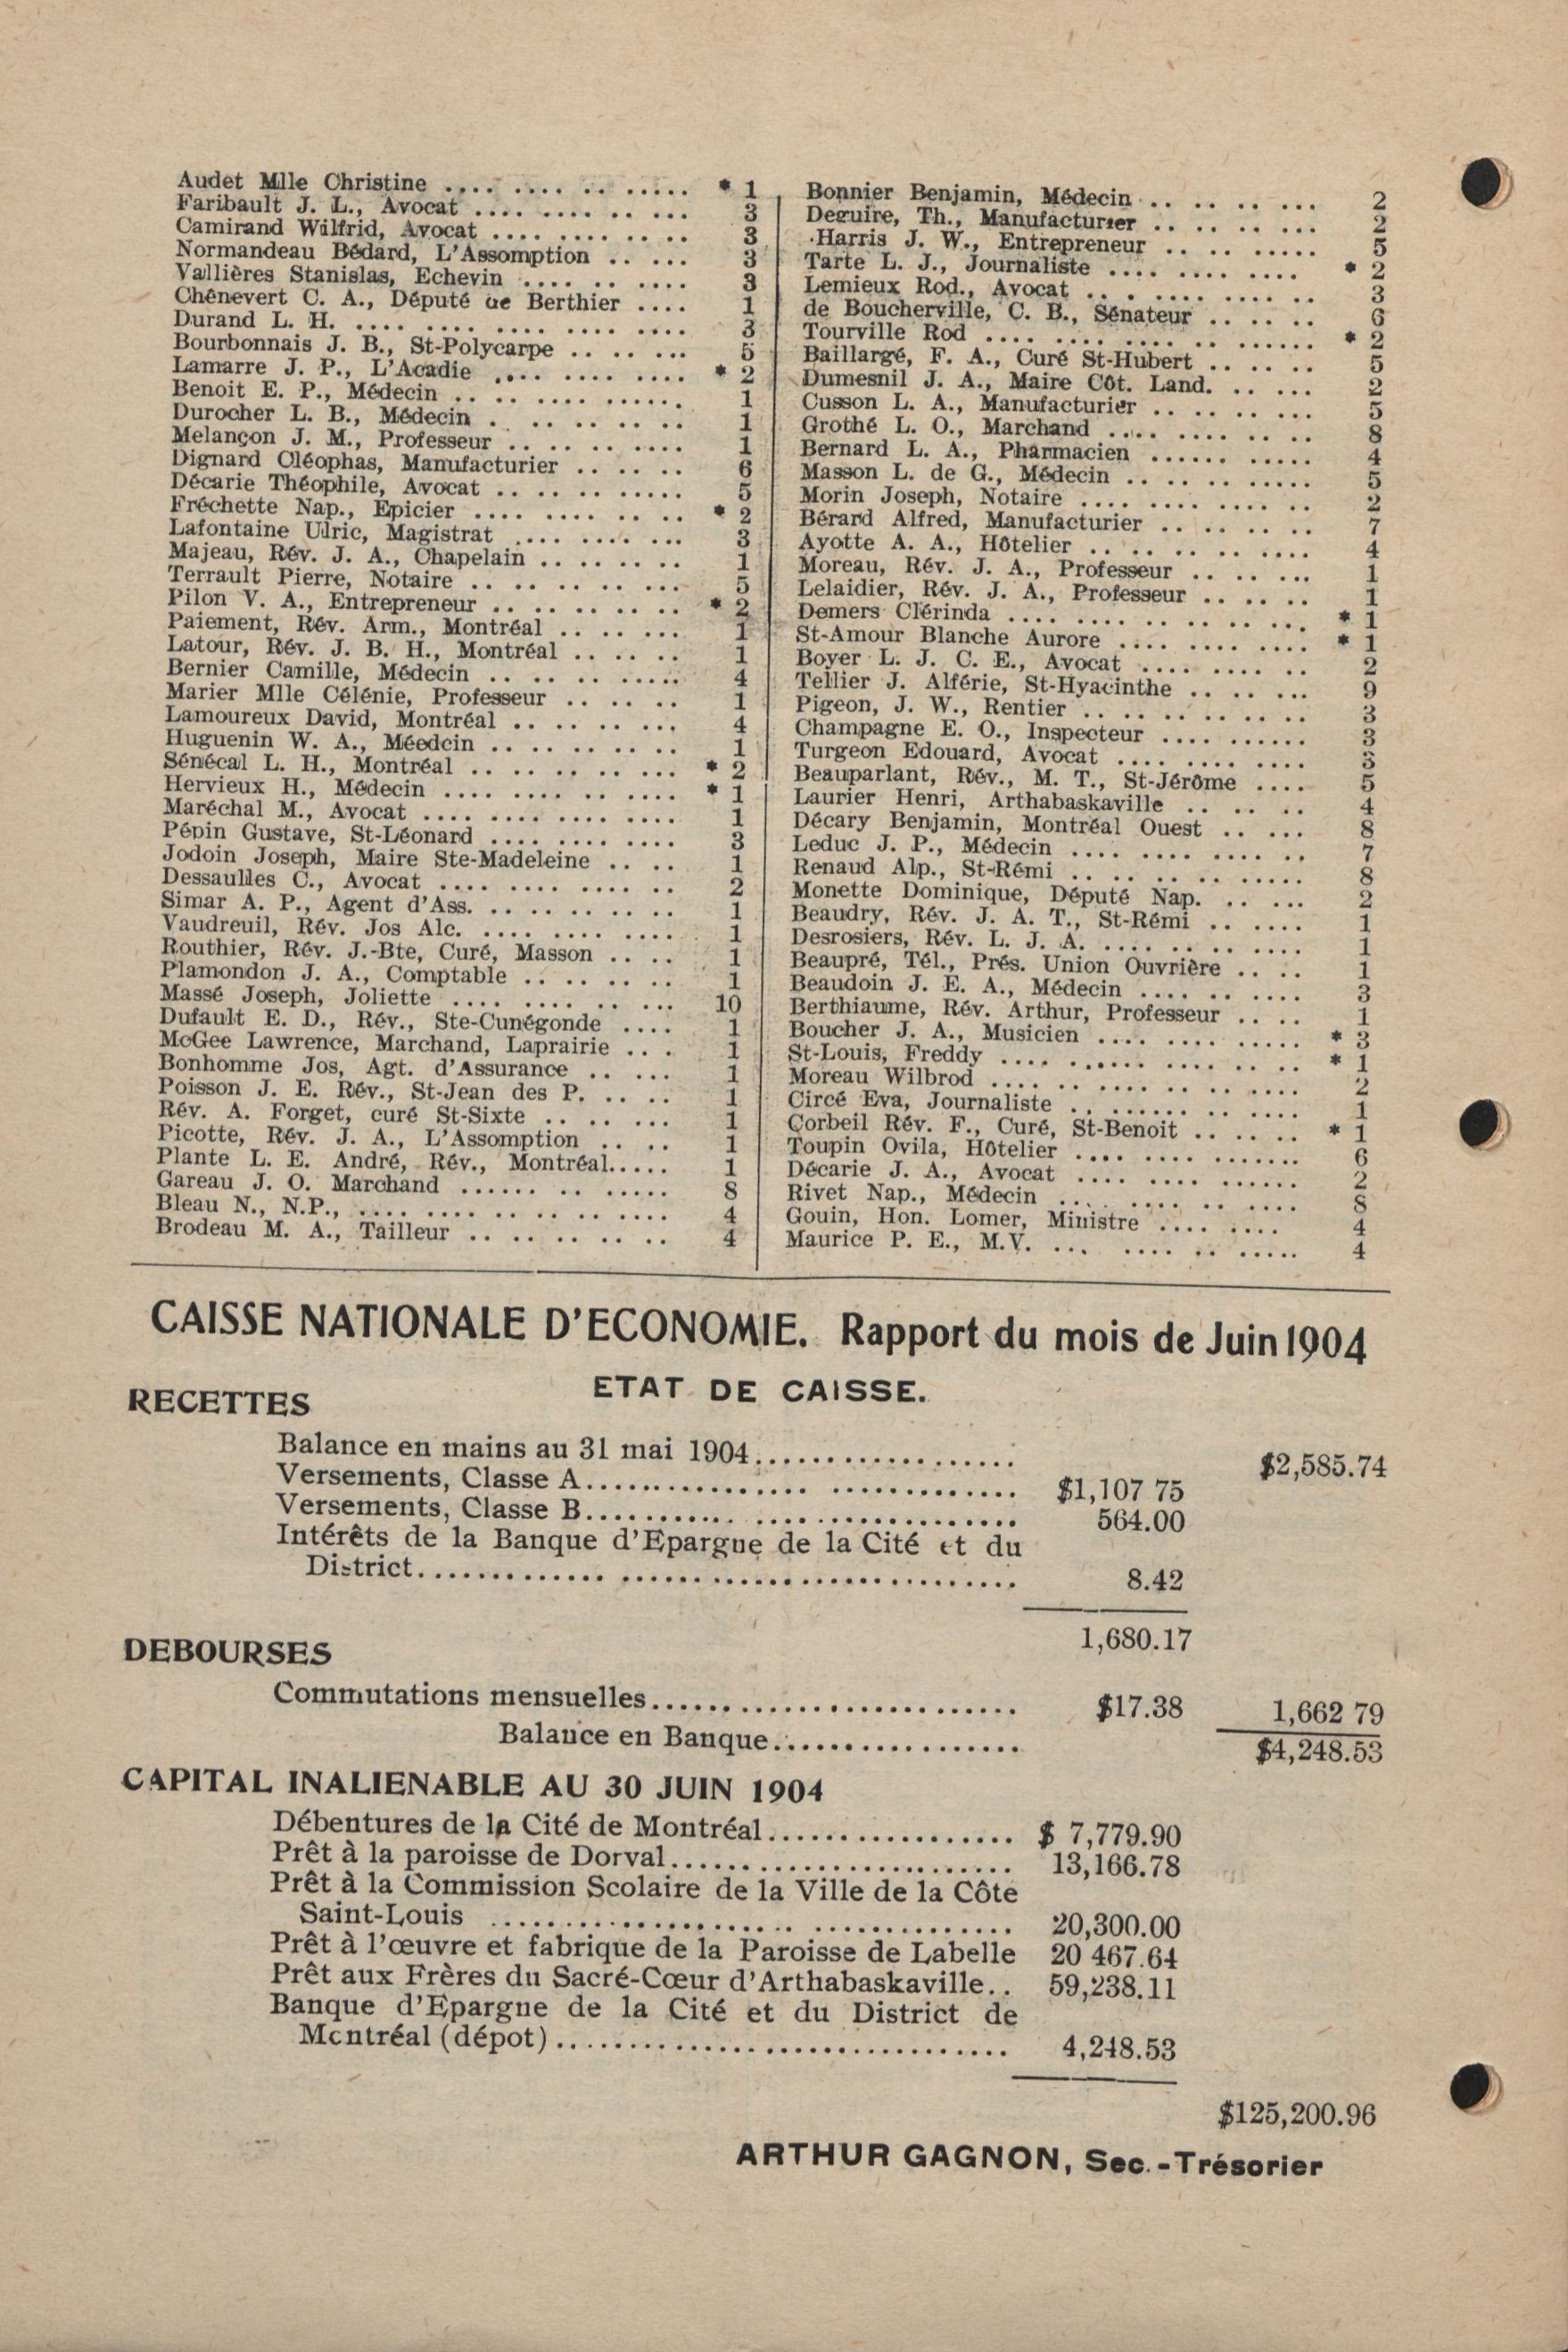 Audet Mlle Christine .... .... .. ..... * 1
Faribault J. L., Avocat .... .... .. ... 3
Camirand Wilfrid, Avocat .... .... .. .. 3
Normandeau Bédard, L'Assomption .. ... 3
Vallières Stanislas, Echevin .... .. .... 3
Chênevert C. A., Député de Berthier .... 1
Durand L. H. .... .... .... .... .... 3
Bourbonnais J. B., St-Polycarpe .. .. ... 5
Lamarre J. P., L'Acadie .... .... .... * 2
Benoit E. P., Médecin .. .. .... ...... 1
Durocher L. B., Médecin . .. .. .. .. 1
Melançon J. M., Professeur .. .. .. .. 1
Dignard Cléophas, Manufacturier .. .. .. 6
Décarie Théophile, Avocat .. .. .. ..... 5
Fréchette Nap., Epicier .... .... .. .. * 2
Lafontaine Ulric, Magistrat .... .... ... 3
Majeau, Rév. J. A., Chapelain .. .. .. .. 1
Terrault Pierre, Notaire .. .. .. .. ... 5
Pilon V. A., Entrepreneur .. .. .. .. .. * 2
Paiement, Rév. Arm., Montréal .. .. ... 1
Latour, Rév. J. B. H., Montréal .. .. .. 1
Bernier Camille, Médecin .. .. .. ..... 4
Marier Mlle Célénie, Professeur .. .. .. 1
Lamoureux David, Montréal .. .. .. ... 4
Huguenin W. A., Méedcin .. .. .. .. .. 1
Sénécal L. H., Montréal .. .. .. .. ... * 2
Hervieux H., Médecin .... .... .. .... * 1
Maréchal M., Avocat .... .... .... .... 1
Pépin Gustave, St-Léonard .... .... .... 3
Jodoin Joseph, Maire Ste-Madeleine .. .. 1
Dessaulles C., Avocat .... .... .... .. 2
Simar A. P., Agent d'Ass. .. .. .. .. .. 1
Vaudreuil, Rév. Jos Alc. .... .... .... 1
Routhier, Rév. J.-Bte, Curé, Masson .. .. 1
Plamondon J. A., Comptable .. .. .. .. 1
Massé Joseph, Joliette .... .... .. ... 10
Dufault E. D., Rév., Ste-Cunégonde .... 1
McGee Lawrence, Marchand, Laprairie .. . 1
Bonhomme Jos, Agt. d'Assurance .. ... 1
Poisson J. E. Rév., St-Jean des P. .. .. 1
Rév. A. Forget, curé St-Sixte .. .. ... 1
Picotte, Rév. J. A., L'Assomption .. .. 1
Plante L. E. André, Rév., Montréal..... 1
Gareau J. O. Marchand ...... .. ..... 8
Bleau N., N.P., .... .... .. .. .. .... 4
Brodeau M. A., Tailleur .. .. .. .. .. 4
Bonnier Benjamin, Médecin .. .. .. ... 2
Deguire, Th., Manufacturier .. .. .. ... 2
Harris J. W., Entrepreneur .. .. ..... 5
Tarte L. J., Journaliste .... .... .... * 2
Lemieux Rod., Avocat .. . .... .... .. 3
de Boucherville, C. B., Sénateur .. .. .. 6
Tourville Rod .... .... .... .. ...... * 2
Baillargé, F. A., Curé St-Hubert .. .. .. 5
Dumesnil J. A., Maire Côt. Land. .. ... 2
Cusson L. A., Manufacturier .. .. .. ... 5
Grothé L. O., Marchand .... .... .. .. 8
Bernard L. A., Pharmacien ...... ..... 4
Masson L. de G., Médecin .. .. .. ..... 5
Morin Joseph, Notaire .... .... .... .. 2
Bérard Alfred, Manufacturier .. .. .. .. 7
Ayotte A. A., Hôtelier .. .. .. .. .... 4
Moreau, Rév. J. A., Professeur .. .. ... 1
Lelaidier, Rév. J. A., Professeur .. .. .. 1
Demers Clérinda .... .... .. .. .. ... * 1
St-Amour Blanche Aurore .... .... .... * 1
Boyer L. J. C. E., Avocat .... .... .. 2
Tellier J. Alférie, St-Hyacinthe .. .. ... 9
Pigeon, J. W., Rentier .. .. .. .. .. .. 3
Champagne E. O., Inspecteur .... ...... 3
Turgeon Edouard, Avocat .... .... .... 3
Beauparlant, Rév., M. T., St-Jérôme .... 5
Laurier Henri, Arthabaskaville .. .. .. 4
Décary Benjamin, Montréal Ouest .. ... 8
Leduc J. P., Médecin .... .... .... .. 7
Renaud Alp., St-Rémi .. .. .. .. ..... 8
Monette Dominique, Député Nap. .. ... 2
Beaudry, Rév. J. A. T., St-Rémi .. .... 1
Desrosiers, Rév. L. J. A. .... .. .. .... 1
Beaupré, Tél., Prés. Union Ouvrière .. .. 1
Beaudoin J. E. A., Médecin .... .. .... 3
Berthiaume, Rév. Arthur, Professeur .. .. 1
Boucher J. A., Musicien .... .... ..... * 3
St-Louis, Freddy .... ...... .... .. .. * 1
Moreau Wilbrod .... .. .... .. .. .... 2
Circé Eva, Journaliste .. ...... .. .... 1
Corbeil Rév. F., Curé, St-Benoit .. .. .. * 1
Toupin Ovila, Hôtelier .... .... ....... 6
Décarie J. A., Avocat .... .... ...... 2
Rivet Nap., Médecin ... .... .. .... 8
Gouin, Hon. Lomer, Ministre .... .... 4
Maurice P. E., M.V. ... .... .. ..... 4
CAISSE NATIONALE D'ECONOMIE. Rapport du mois de Juin 1904
ETAT DE CAISSE.
RECETTES
Balance en mains au 31 mai 1904.................. $2,585.74
Versements, Classe A................. ............. $1,107 75
Versements, Classe B............ ................... 564.00
Intérêts de la Banque d'Epargne de la Cité et du
District............. .............................. 8.42
1,680.17
DEBOURSES
Commutations mensuelles.......................... $17.38 1,662 79
Balance en Banque................. $4,248.53
CAPITAL INALIENABLE AU 30 JUIN 1904
Débentures de la Cité de Montréal.................. $ 7,779.90
Prêt à la paroisse de Dorval........................ 13,166.78
Prêt à la Commission Scolaire de la Ville de la Côte
Saint-Louis ...................... .............. 20,300.00
Prêt à l'œuvre et fabrique de la Paroisse de Labelle 20 467.64
Prêt aux Frères du Sacré-Cœur d'Arthabaskaville.. 59,238.11
Banque d'Epargne de la Cité et du District de
Montréal (dépot)................................ 4,248.53
$125,200.96
ARTHUR GAGNON, Sec.-Trésorier